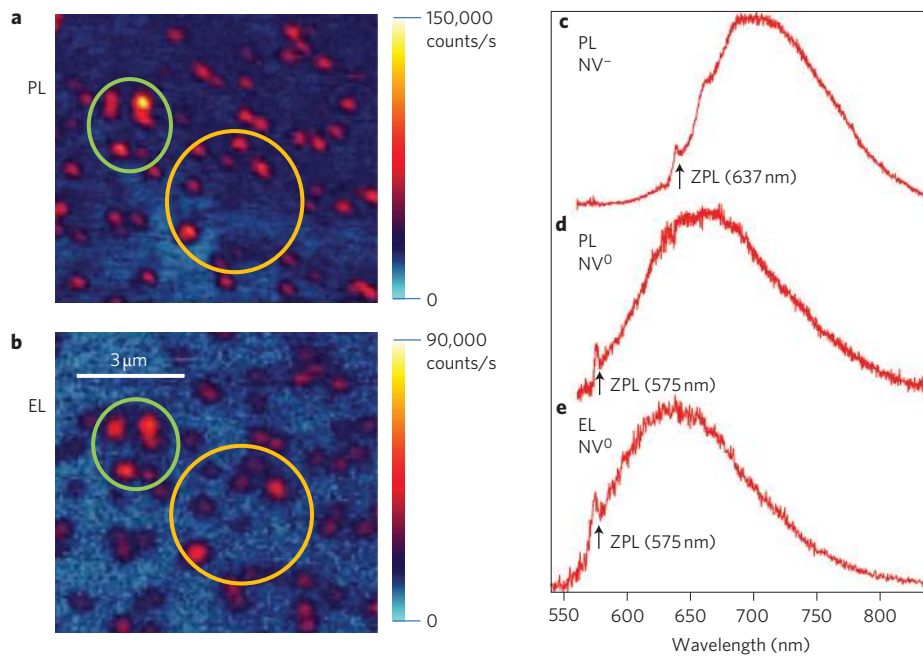 a
PL
150,000
counts/s
0
b
EL
3 µm
90,000
counts/s
0
c
PL
NV⁻
ZPL (637 nm)
d
PL
NV⁰
ZPL (575 nm)
e
EL
NV⁰
ZPL (575 nm)
550 600 650 700 750 800
Wavelength (nm)